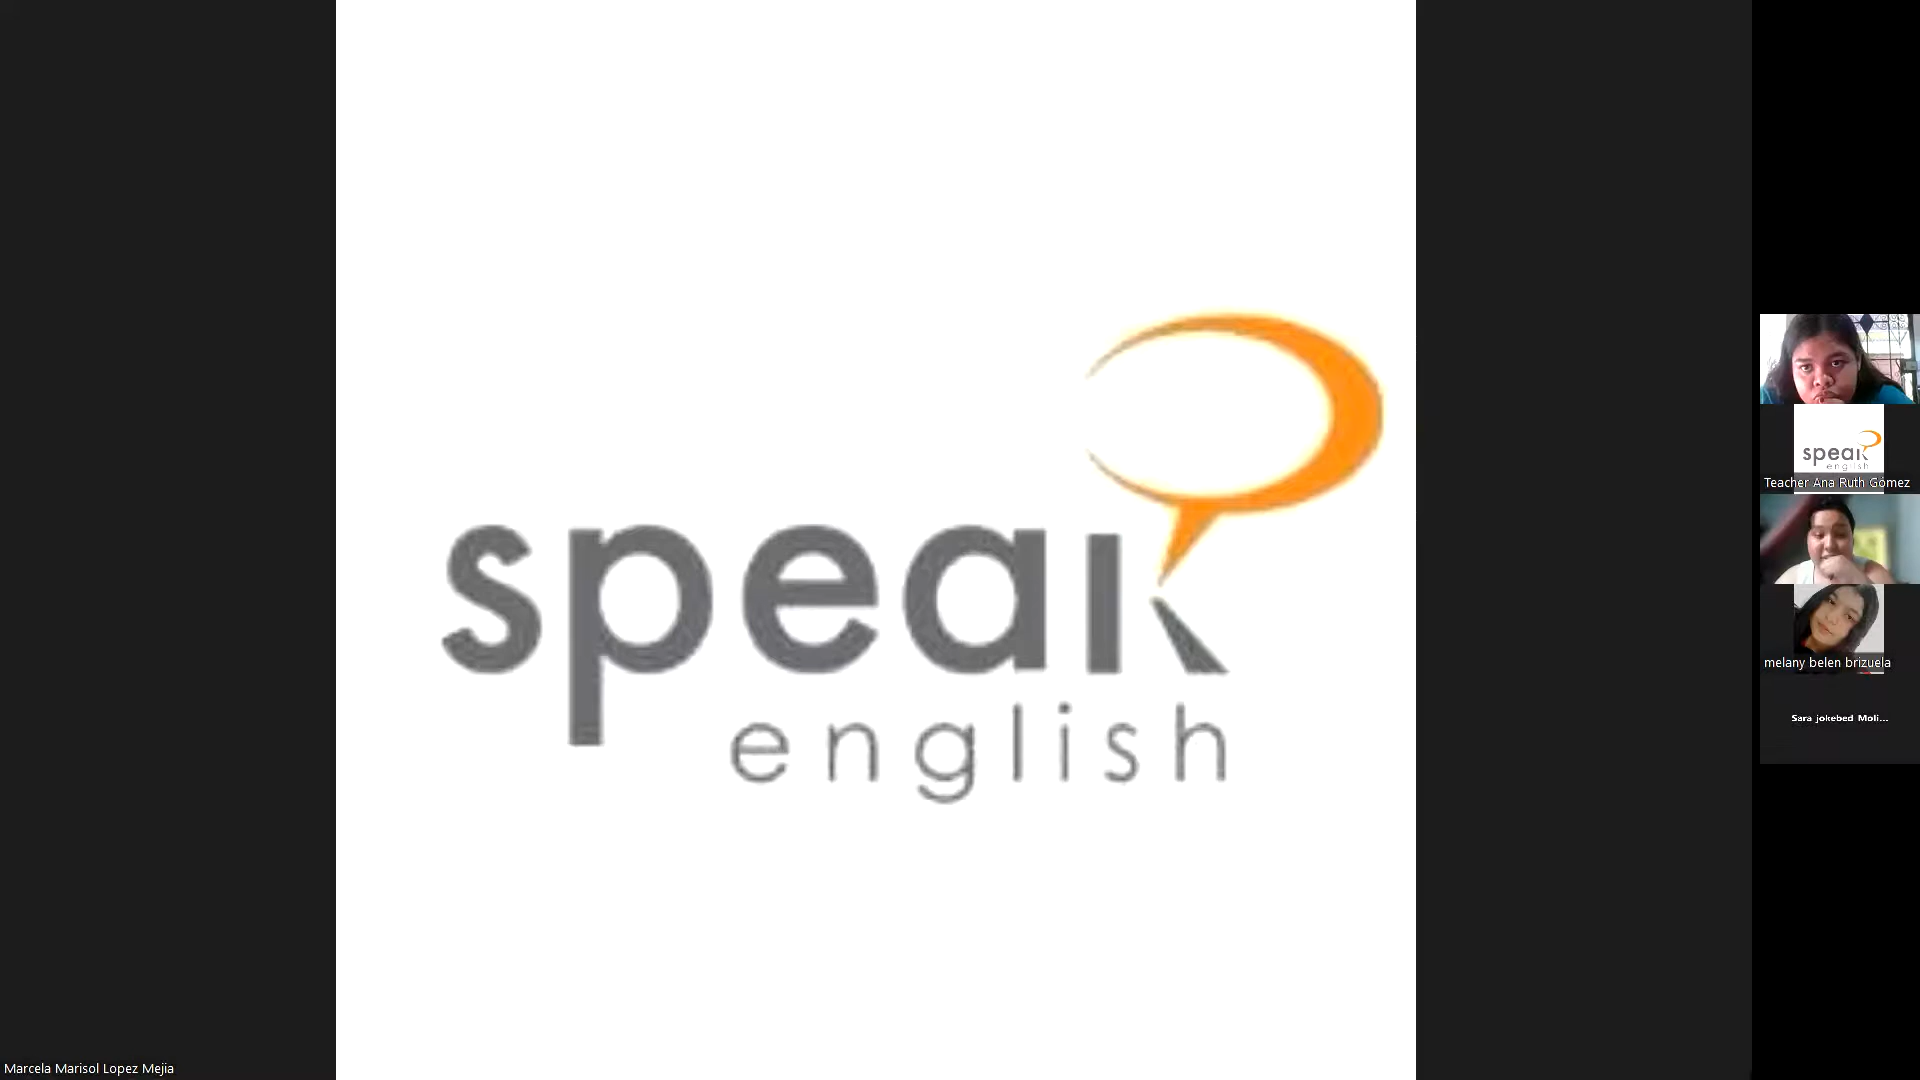 speak
english
speak
english
Teacher Ana Ruth Gómez
melany belen brizuela
Sara jokebed Moli...
Marcela Marisol Lopez Mejia